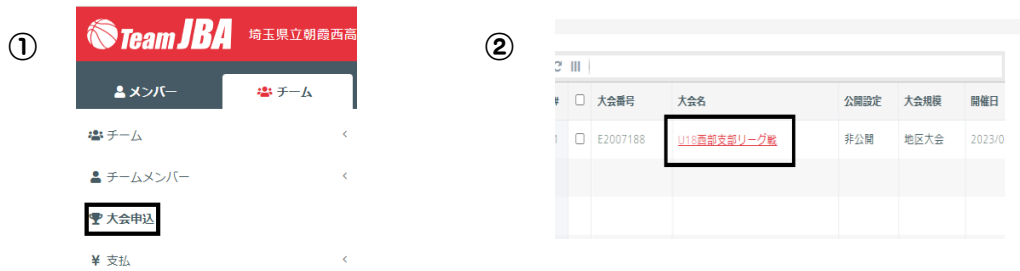 ①
Team JBA 埼玉県立朝霞西高
メンバー チーム
チーム
チームメンバー
大会申込
¥ 支払
②
# 大会番号 大会名 公開設定 大会規模 開催日
1 E2007188 U18西部支部リーグ戦 非公開 地区大会 2023/0